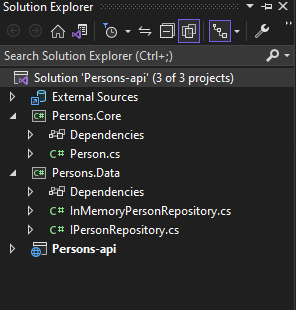 Solution Explorer
Search Solution Explorer (Ctrl+;)
Solution 'Persons-api' (3 of 3 projects)
External Sources
C# Persons.Core
Dependencies
C# Person.cs
C# Persons.Data
Dependencies
C# InMemoryPersonRepository.cs
C# IPersonRepository.cs
Persons-api